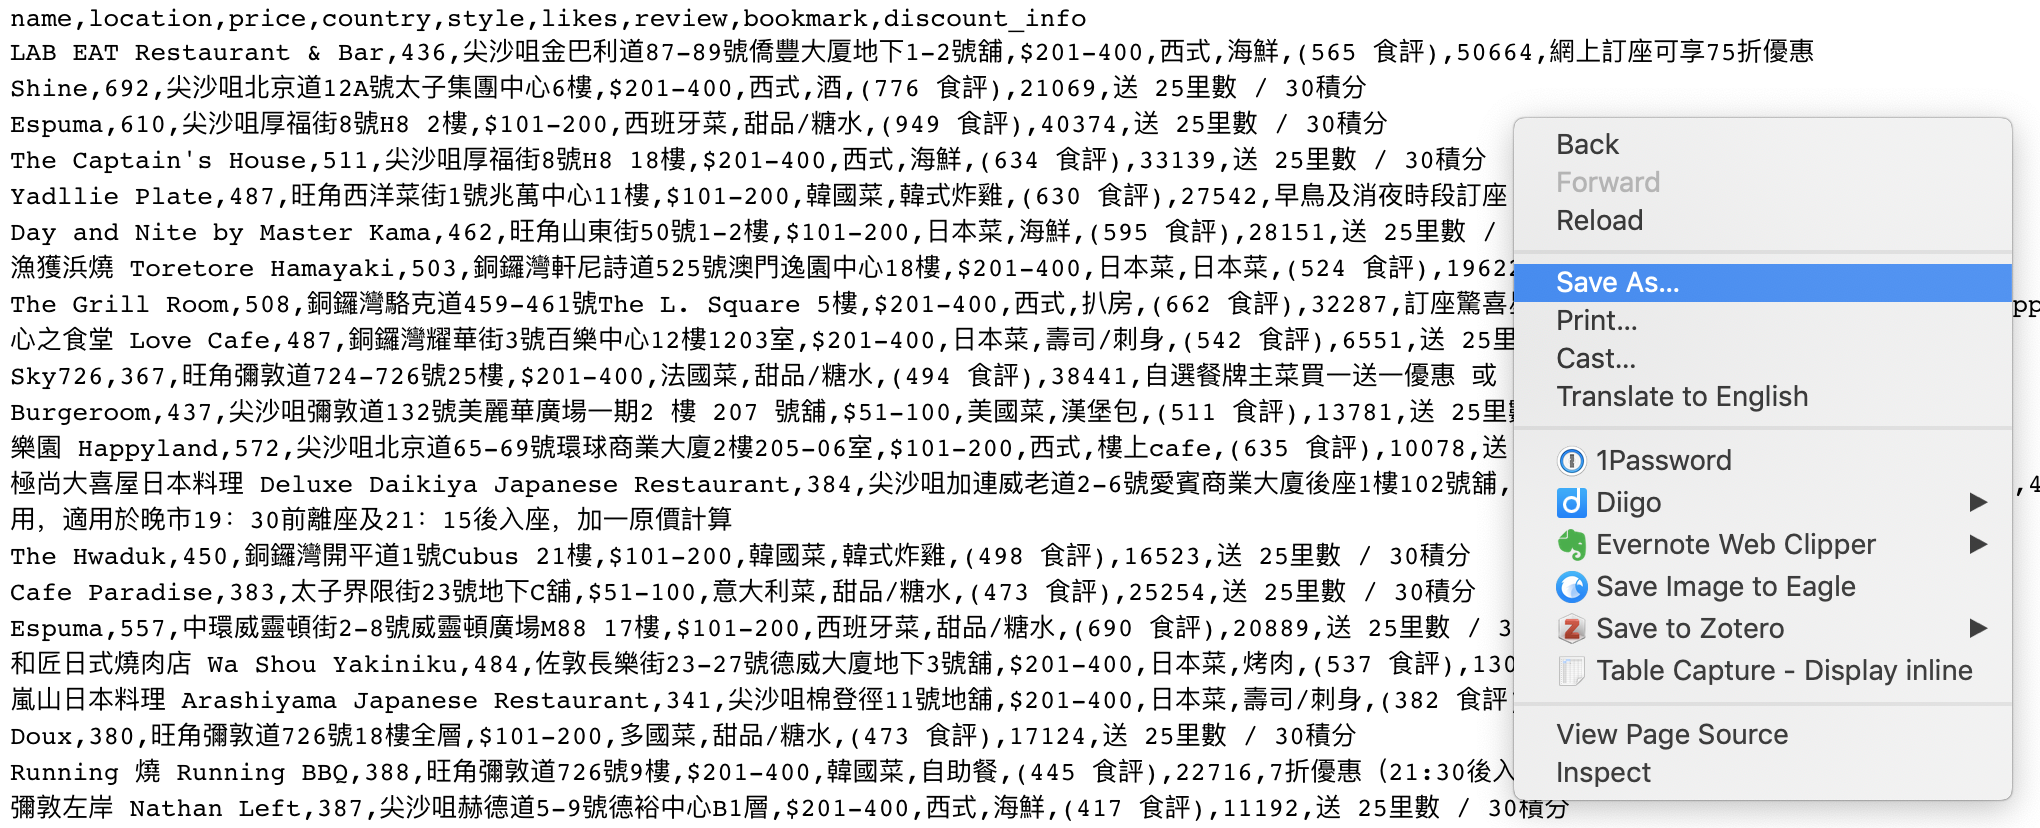 name,location,price,country,style,likes,review,bookmark,discount_info
LAB EAT Restaurant & Bar,436,尖沙咀金巴利道87-89號僑豐大厦地下1-2號舖,$201-400,西式,海鮮,(565 食評),50664,網上訂座可享75折優惠
Shine,692,尖沙咀北京道12A號太子集團中心6樓,$201-400,西式,酒,(776 食評),21069,送 25里數 / 30積分
Espuma,610,尖沙咀厚福街8號H8 2樓,$101-200,西班牙菜,甜品/糖水,(949 食評),40374,送 25里數 / 30積分
The Captain's House,511,尖沙咀厚福街8號H8 18樓,$201-400,西式,海鮮,(634 食評),33139,送 25里數 / 30積分
Yadllie Plate,487,旺角西洋菜街1號兆萬中心11樓,$101-200,韓國菜,韓式炸雞,(630 食評),27542,早鳥及消夜時段訂座
Day and Nite by Master Kama,462,旺角山東街50號1-2樓,$101-200,日本菜,海鮮,(595 食評),28151,送 25里數 /
漁獲浜燒 Toretore Hamayaki,503,銅鑼灣軒尼詩道525號澳門逸園中心18樓,$201-400,日本菜,日本菜,(524 食評),19622
The Grill Room,508,銅鑼灣駱克道459-461號The L. Square 5樓,$201-400,西式,扒房,(662 食評),32287,訂座驚喜 pp
心之食堂 Love Cafe,487,銅鑼灣耀華街3號百樂中心12樓1203室,$201-400,日本菜,壽司/刺身,(542 食評),6551,送 25里
Sky726,367,旺角彌敦道724-726號25樓,$201-400,法國菜,甜品/糖水,(494 食評),38441,自選餐牌主菜買一送一優惠 或
Burgeroom,437,尖沙咀彌敦道132號美麗華廣場一期2 樓 207 號舖,$51-100,美國菜,漢堡包,(511 食評),13781,送 25里
樂園 Happyland,572,尖沙咀北京道65-69號環球商業大廈2樓205-06室,$101-200,西式,樓上cafe,(635 食評),10078,送
極尚大喜屋日本料理 Deluxe Daikiya Japanese Restaurant,384,尖沙咀加連威老道2-6號愛賓商業大廈後座1樓102號舖, ,4
用，適用於晚市19：30前離座及21：15後入座，加一原價計算
The Hwaduk,450,銅鑼灣開平道1號Cubus 21樓,$101-200,韓國菜,韓式炸雞,(498 食評),16523,送 25里數 / 30積分
Cafe Paradise,383,太子界限街23號地下C舖,$51-100,意大利菜,甜品/糖水,(473 食評),25254,送 25里數 / 30積分
Espuma,557,中環威靈頓街2-8號威靈頓廣場M88 17樓,$101-200,西班牙菜,甜品/糖水,(690 食評),20889,送 25里數 / 3
和匠日式燒肉店 Wa Shou Yakiniku,484,佐敦長樂街23-27號德威大廈地下3號舖,$201-400,日本菜,烤肉,(537 食評),130
嵐山日本料理 Arashiyama Japanese Restaurant,341,尖沙咀棉登徑11號地舖,$201-400,日本菜,壽司/刺身,(382 食評
Doux,380,旺角彌敦道726號18樓全層,$101-200,多國菜,甜品/糖水,(473 食評),17124,送 25里數 / 30積分
Running 燒 Running BBQ,388,旺角彌敦道726號9樓,$201-400,韓國菜,自助餐,(445 食評),22716,7折優惠（21:30後入
彌敦左岸 Nathan Left,387,尖沙咀赫德道5-9號德裕中心B1層,$201-400,西式,海鮮,(417 食評),11192,送 25里數 / 30積分
Back
Forward
Reload
Save As...
Print...
Cast...
Translate to English
1Password
Diigo
Evernote Web Clipper
Save Image to Eagle
Save to Zotero
Table Capture - Display inline
View Page Source
Inspect